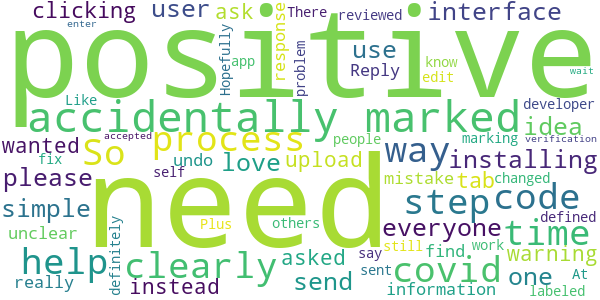 clicking user ask There reviewed interface
enter
positive
Hopefully app response problem use Reply know edit wait
Like accidentally marked developer
accepted verification
wanted So process people way marking idea
fix undo love upload installing
please self mistake tab changed
need
simple step code defined
unclear definitely Plus others everyone time
help clearly asked say still find work warning
really instead send sent covid information one At labeled